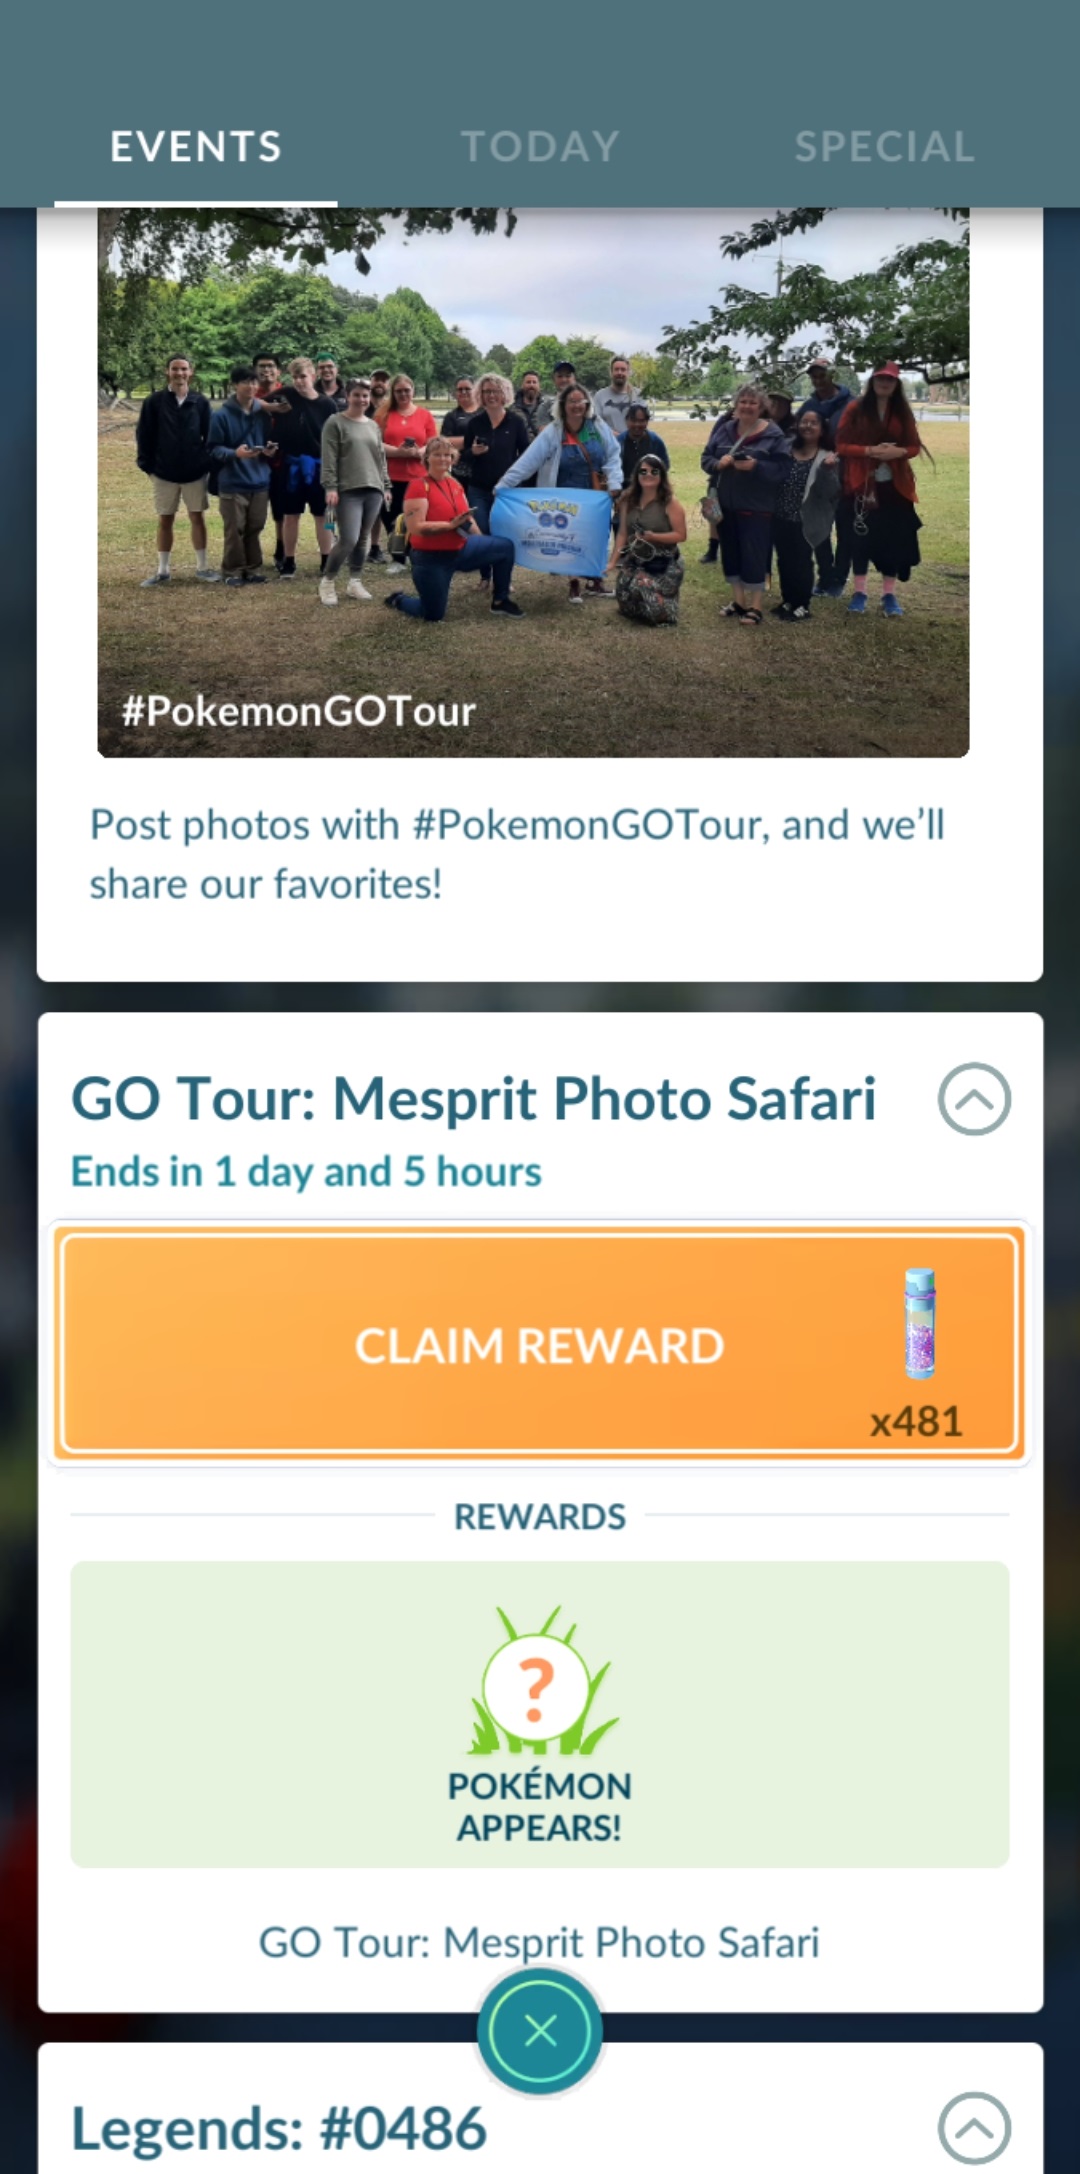 EVENTS
TODAY
SPECIAL
POKÉMON
GO
#PokemonGOTour
Post photos with #PokemonGOTour, and we’ll
share our favorites!
GO Tour: Mesprit Photo Safari
Ends in 1 day and 5 hours
CLAIM REWARD
x481
REWARDS
?
POKÉMON
APPEARS!
GO Tour: Mesprit Photo Safari
Legends: #0486